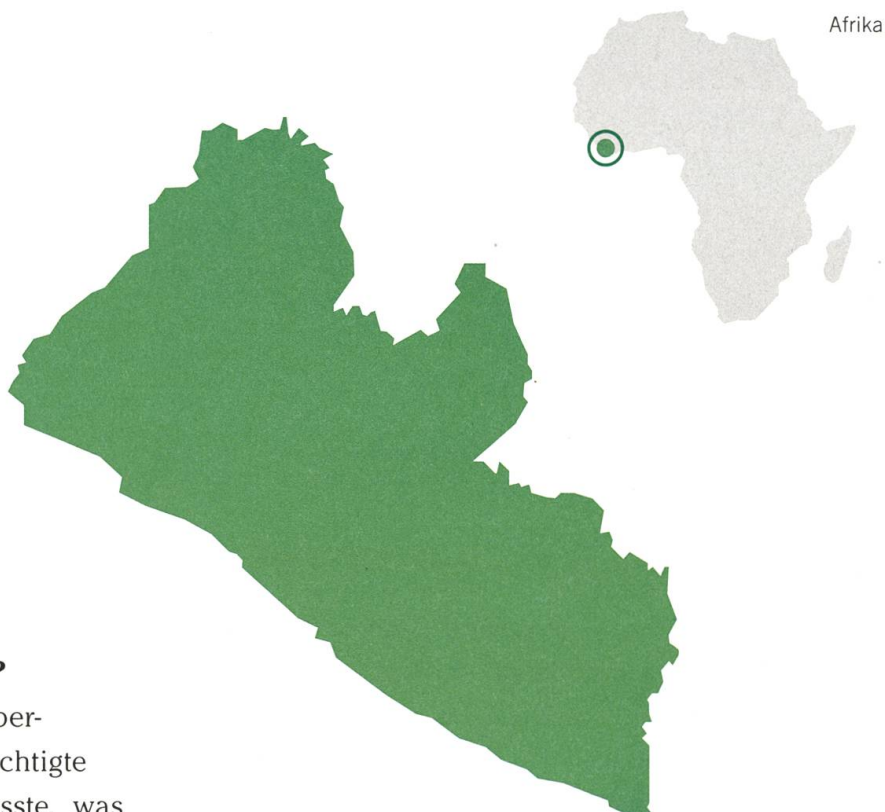 Afrika
?
ber-
chtigte
sste, was